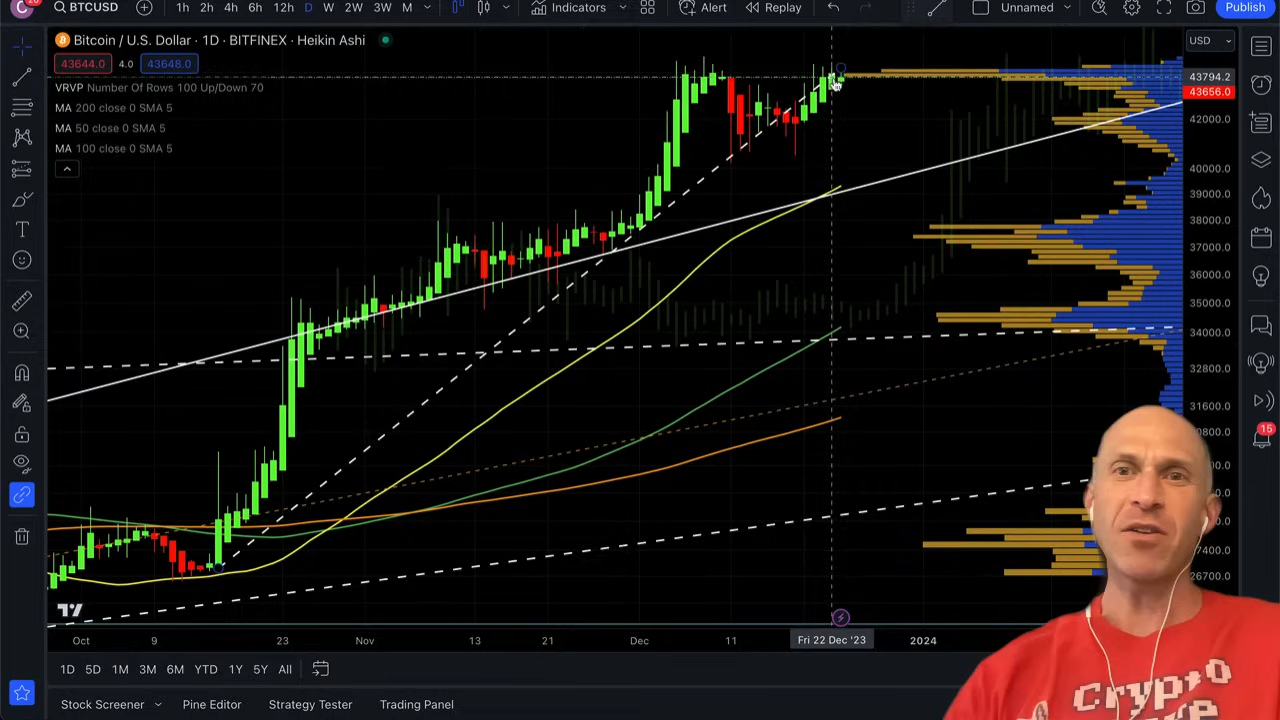 BTCUSD 1h 2h 4h 6h 12h D W 2W 3W M Indicators Alert Replay Unnamed Publish
Bitcoin / U.S. Dollar · 1D · BITFINEX · Heikin Ashi
USD
43644.0 4.0 43648.0
43794.2
VRVP Number of Rows 100 Up/Down 70
43656.0
MA 200 close 0 SMA 5
42000.0
MA 50 close 0 SMA 5
MA 100 close 0 SMA 5
40000.0
39000.0
38000.0
37000.0
36000.0
35000.0
34000.0
32800.0
31600.0
15
27400.0
26700.0
Oct 9 23 Nov 13 21 Dec 11 Fri 22 Dec '23 2024
1D 5D 1M 3M 6M YTD 1Y 5Y All
Stock Screener Pine Editor Strategy Tester Trading Panel
Crypto